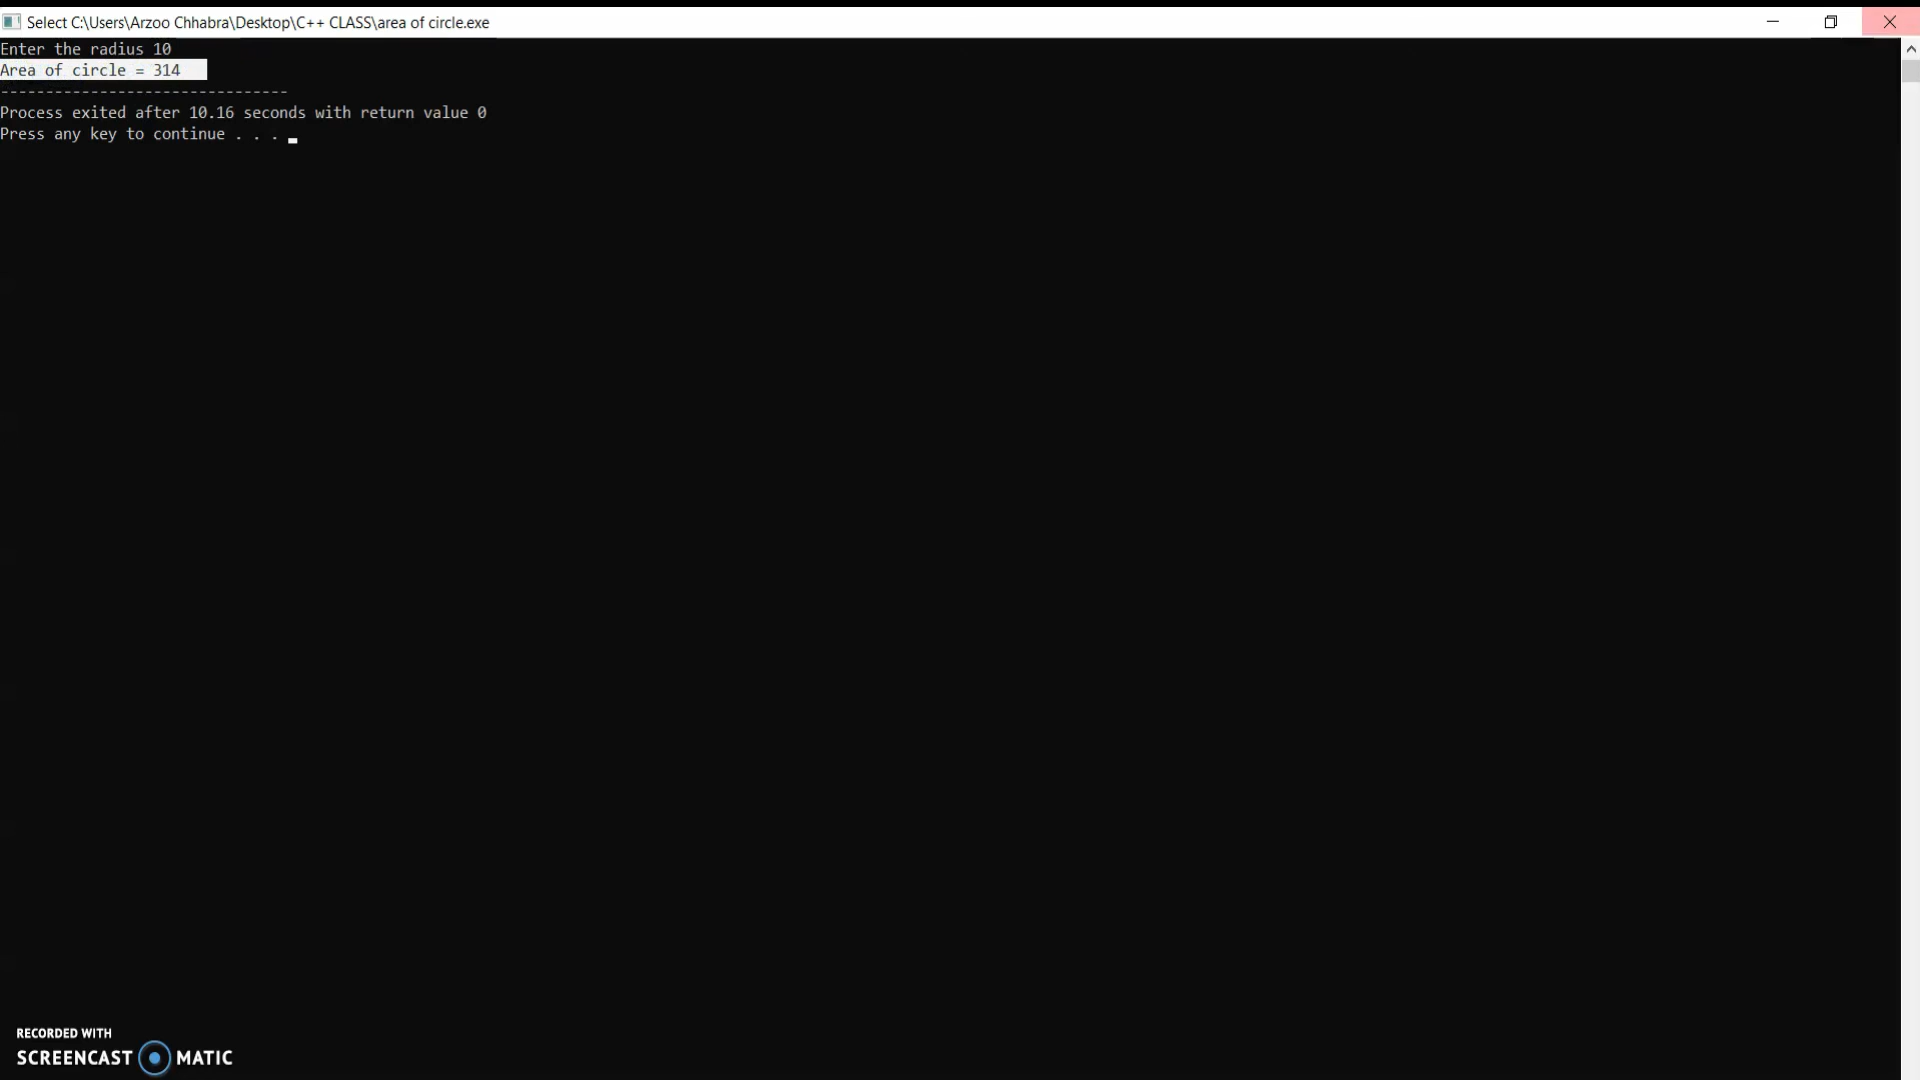 Select C:\Users\Arzoo Chhabra\Desktop\C++ CLASS\area of circle.exe
Enter the radius 10
Area of circle = 314
--------------------------------
Process exited after 10.16 seconds with return value 0
Press any key to continue . . .
RECORDED WITH
SCREENCAST MATIC